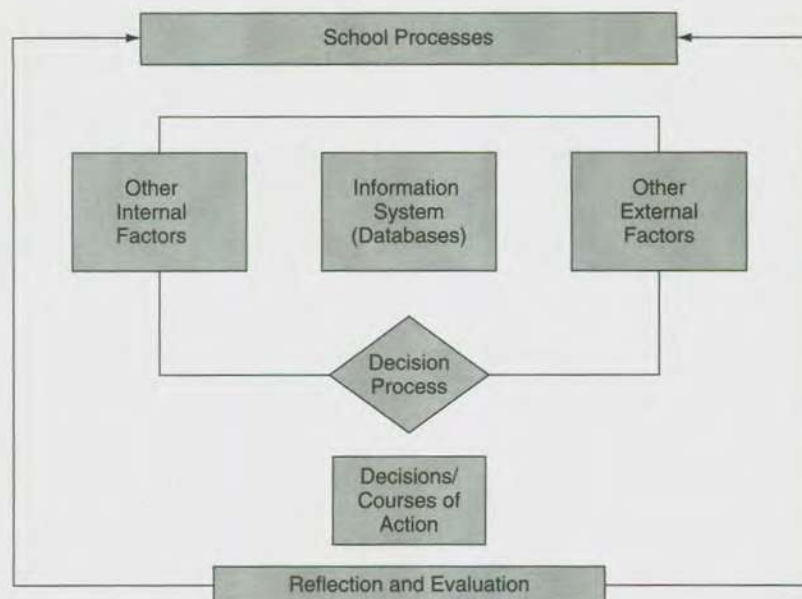 School Processes
Other
Internal
Factors
Information
System
(Databases)
Other
External
Factors
Decision
Process
Decisions/
Courses of
Action
Reflection and Evaluation